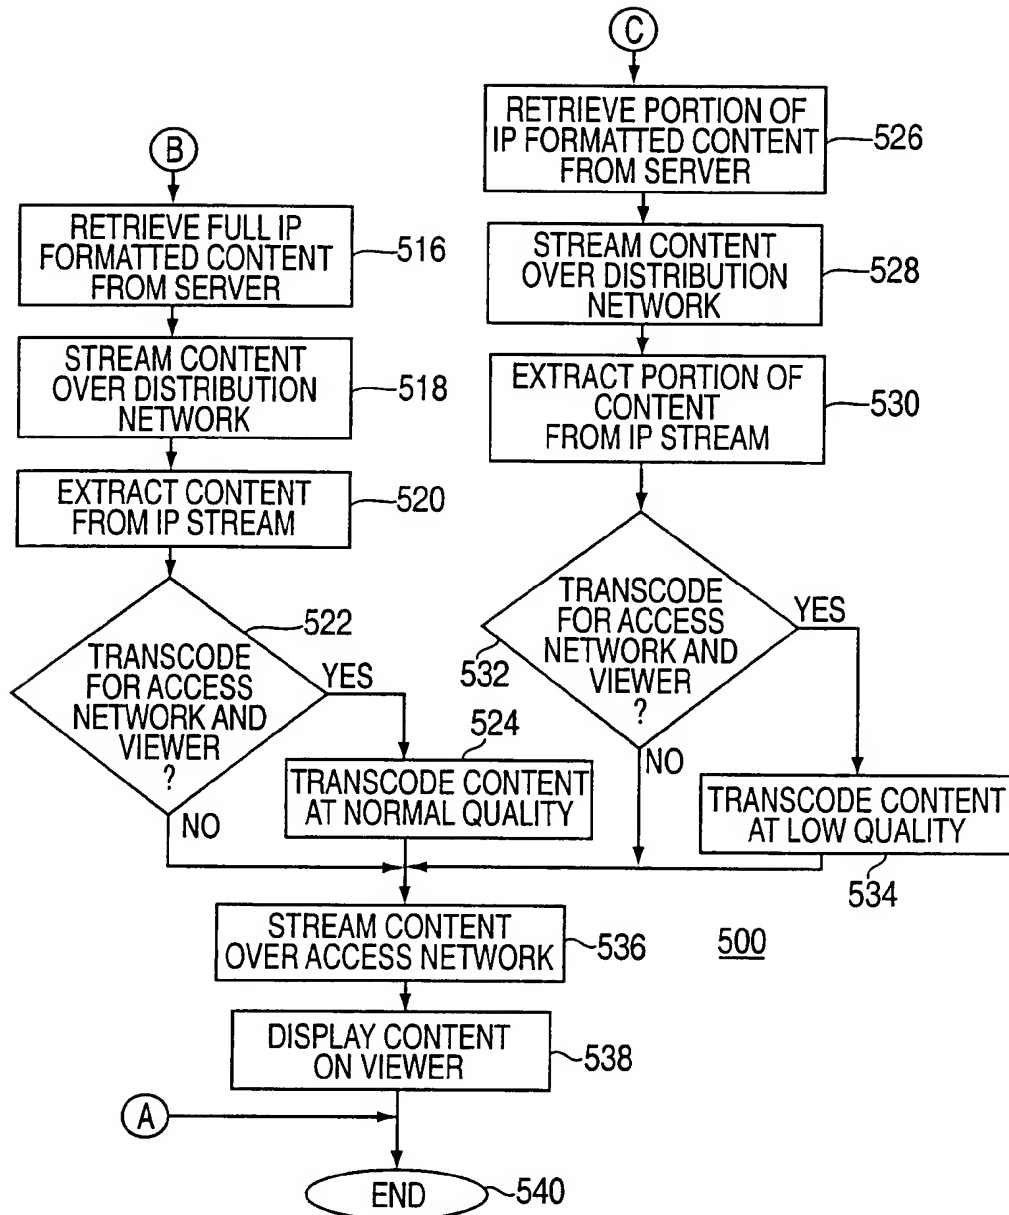 C
RETRIEVE PORTION OF
IP FORMATTED CONTENT
FROM SERVER
526
B
RETRIEVE FULL IP
FORMATTED CONTENT
FROM SERVER
516
STREAM CONTENT
OVER DISTRIBUTION
NETWORK
528
STREAM CONTENT
OVER DISTRIBUTION
NETWORK
518
EXTRACT PORTION OF
CONTENT
FROM IP STREAM
530
EXTRACT CONTENT
FROM IP STREAM
520
TRANSCODE
FOR ACCESS
NETWORK AND
VIEWER
?
522
YES
NO
TRANSCODE
FOR ACCESS
NETWORK AND
VIEWER
?
532
YES
NO
524
TRANSCODE CONTENT
AT NORMAL QUALITY
TRANSCODE CONTENT
AT LOW QUALITY
534
STREAM CONTENT
OVER ACCESS NETWORK
536
500
DISPLAY CONTENT
ON VIEWER
538
A
END
540